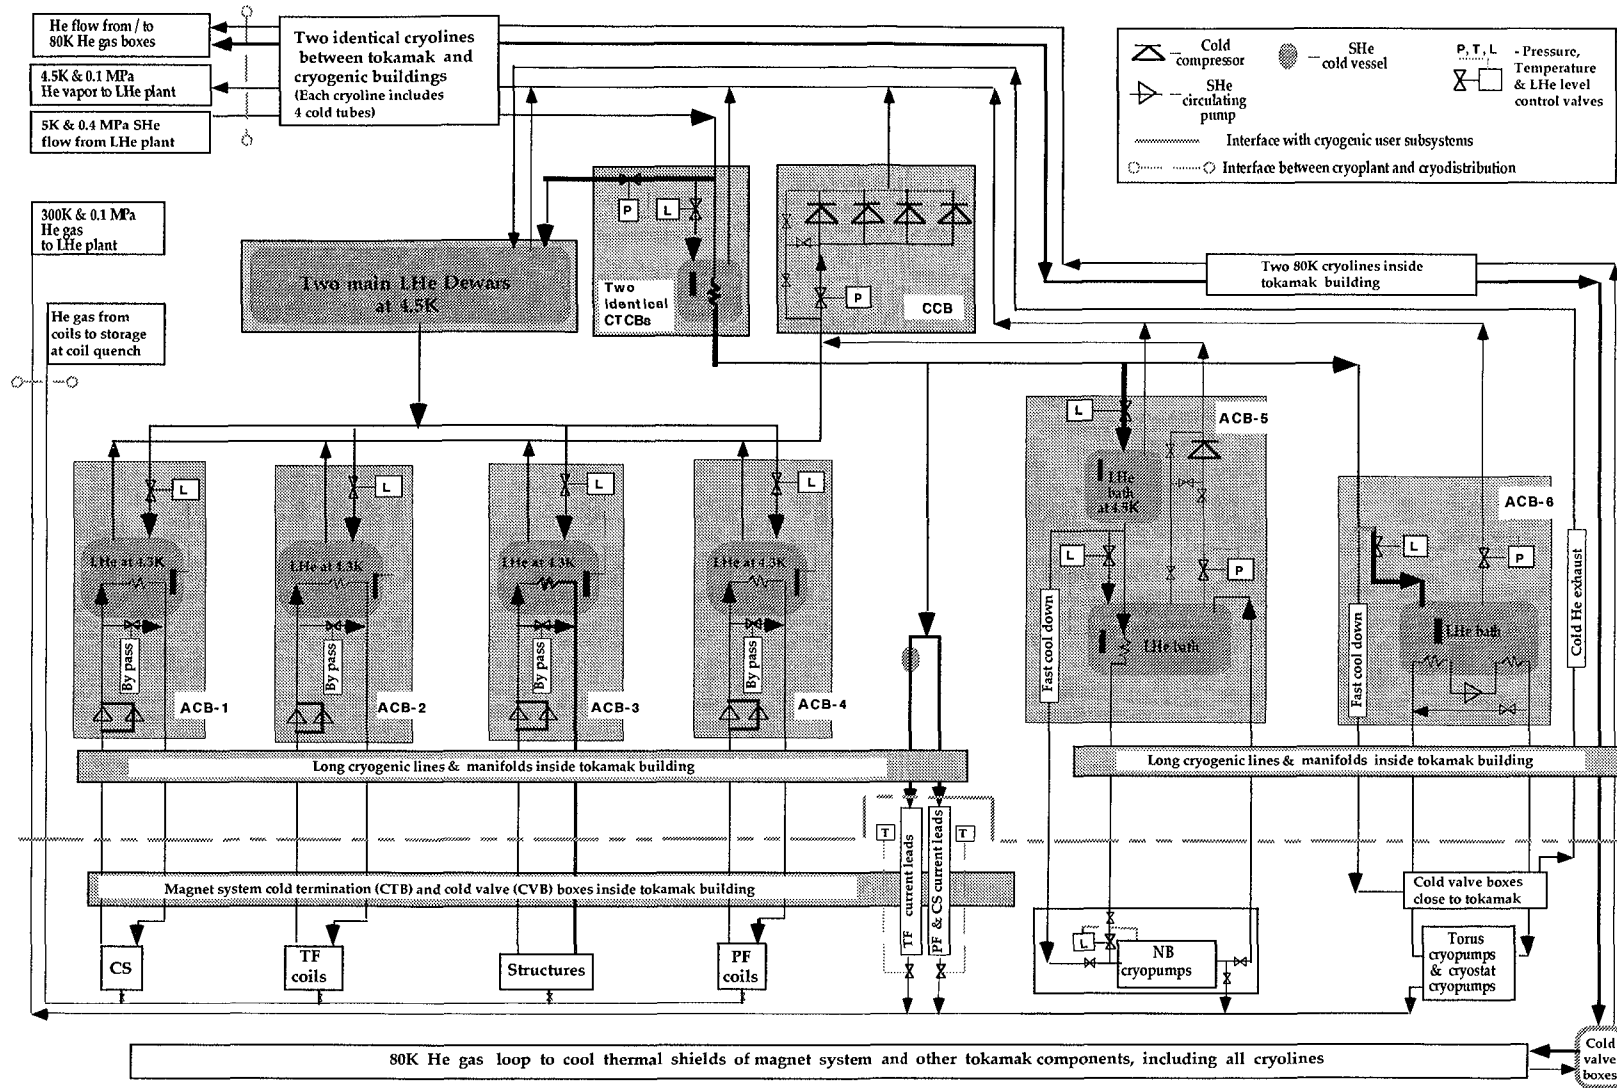 He flow from / to
80K He gas boxes
4.5K & 0.1 MPa
He vapor to LHe plant
5K & 0.4 MPa SHe
flow from LHe plant
Two identical cryolines
between tokamak and
cryogenic buildings
(Each cryoline includes
4 cold tubes)
Cold
compressor
SHe
cold vessel
P, T, L
- Pressure,
Temperature
& LHe level
control valves
SHe
circulating
pump
Interface with cryogenic user subsystems
Interface between cryoplant and cryodistribution
300K & 0.1 MPa
He gas
to LHe plant
He gas from
coils to storage
at coil quench
Two main LHe Dewars
at 4.5K
P
L
Two
identical
CTCBs
P
CCB
Two 80K cryolines inside
tokamak building
L
LHe at 4.3K
By pass
ACB-1
L
LHe at 4.3K
By pass
ACB-2
L
LHe at 4.3K
By pass
ACB-3
L
LHe at 4.3K
By pass
ACB-4
L
ACB-5
LHe
bath
at 4.5K
L
P
LHe bath
Fast cool down
ACB-6
L
P
LHe bath
Fast cool down
Cold He exhaust
Long cryogenic lines & manifolds inside tokamak building
Long cryogenic lines & manifolds inside tokamak building
T
TF current leads
PF & CS current leads
T
Magnet system cold termination (CTB) and cold valve (CVB) boxes inside tokamak building
CS
TF
coils
Structures
PF
coils
L
NB
cryopumps
Cold valve boxes
close to tokamak
Torus
cryopumps
& cryostat
cryopumps
80K He gas loop to cool thermal shields of magnet system and other tokamak components, including all cryolines
Cold
valve
boxes